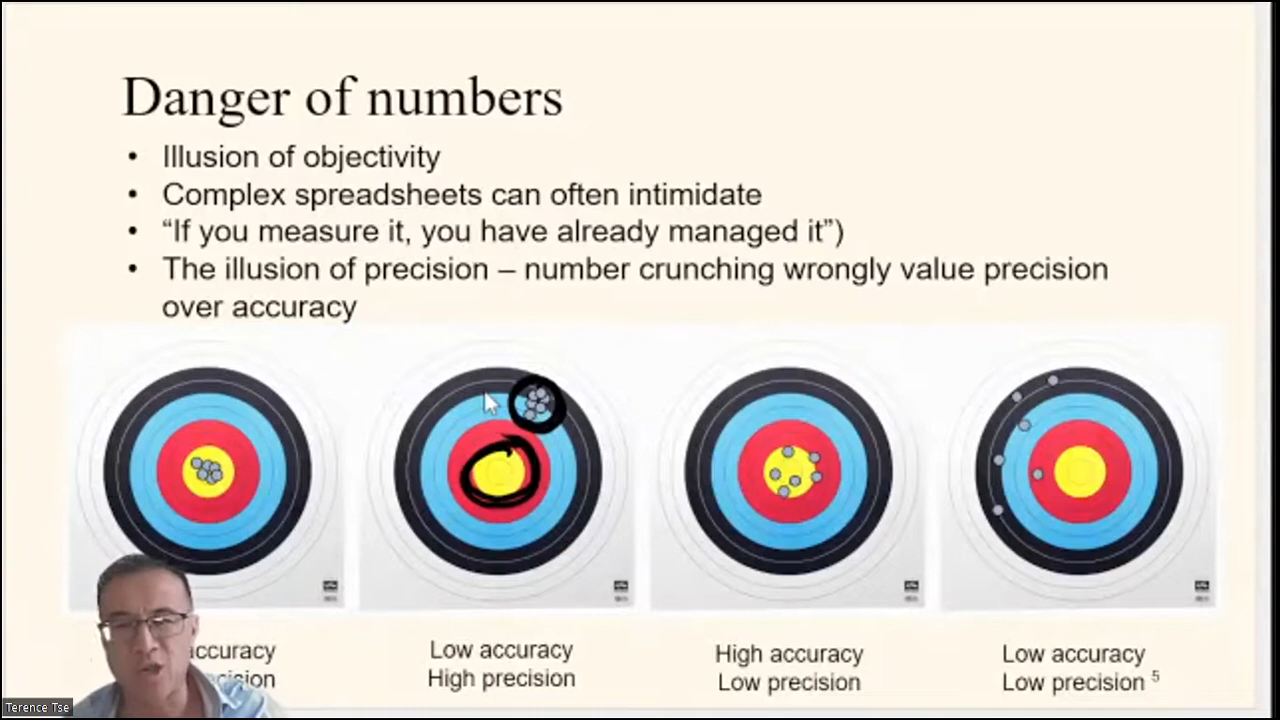 Danger of numbers
• Illusion of objectivity
• Complex spreadsheets can often intimidate
• “If you measure it, you have already managed it”)
• The illusion of precision – number crunching wrongly value precision
over accuracy
accuracy
Low accuracy
High precision
High accuracy
Low precision
Low accuracy
Low precision 5
Terence Tse